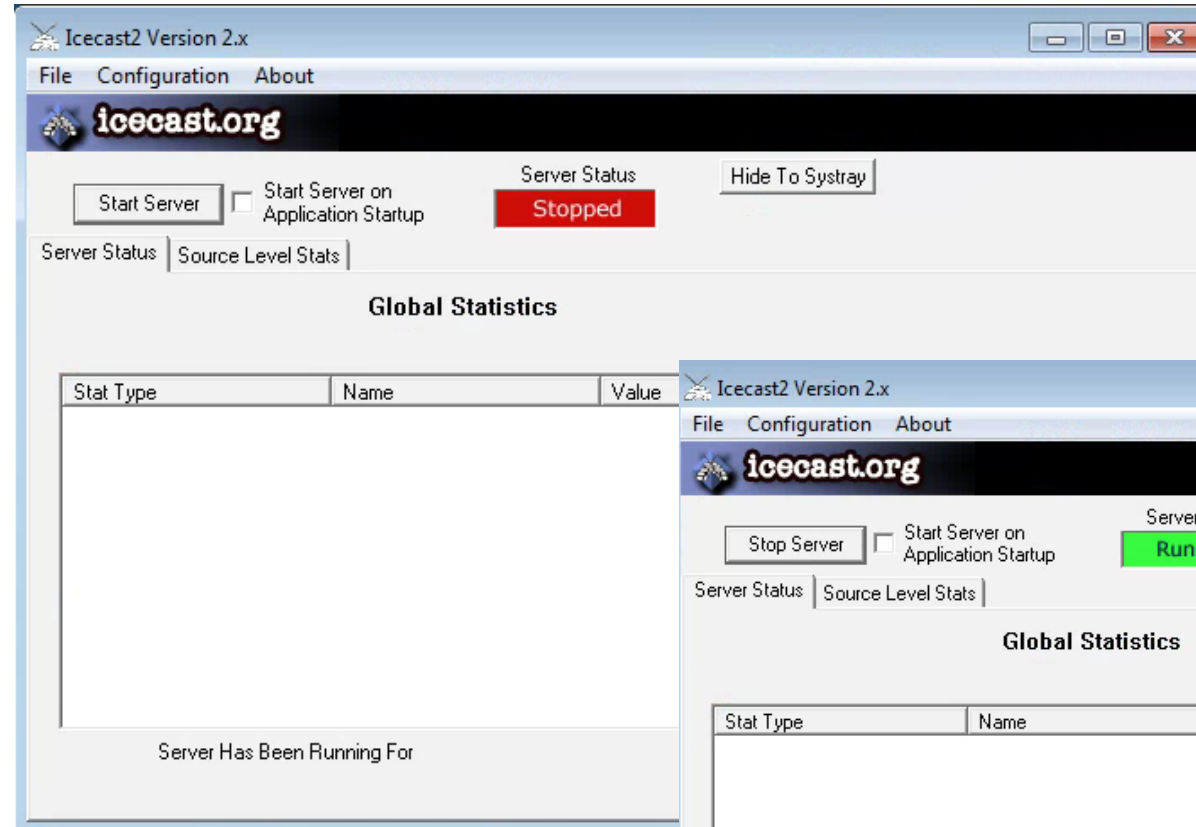 Icecast2 Version 2.x
File Configuration About
icecast.org
Start Server
Start Server on
Application Startup
Server Status
Stopped
Hide To Systray
Server Status Source Level Stats
Global Statistics
Stat Type Name Value
Server Has Been Running For
Icecast2 Version 2.x
File Configuration About
icecast.org
Stop Server
Start Server on
Application Startup
Server
Run
Server Status Source Level Stats
Global Statistics
Stat Type Name